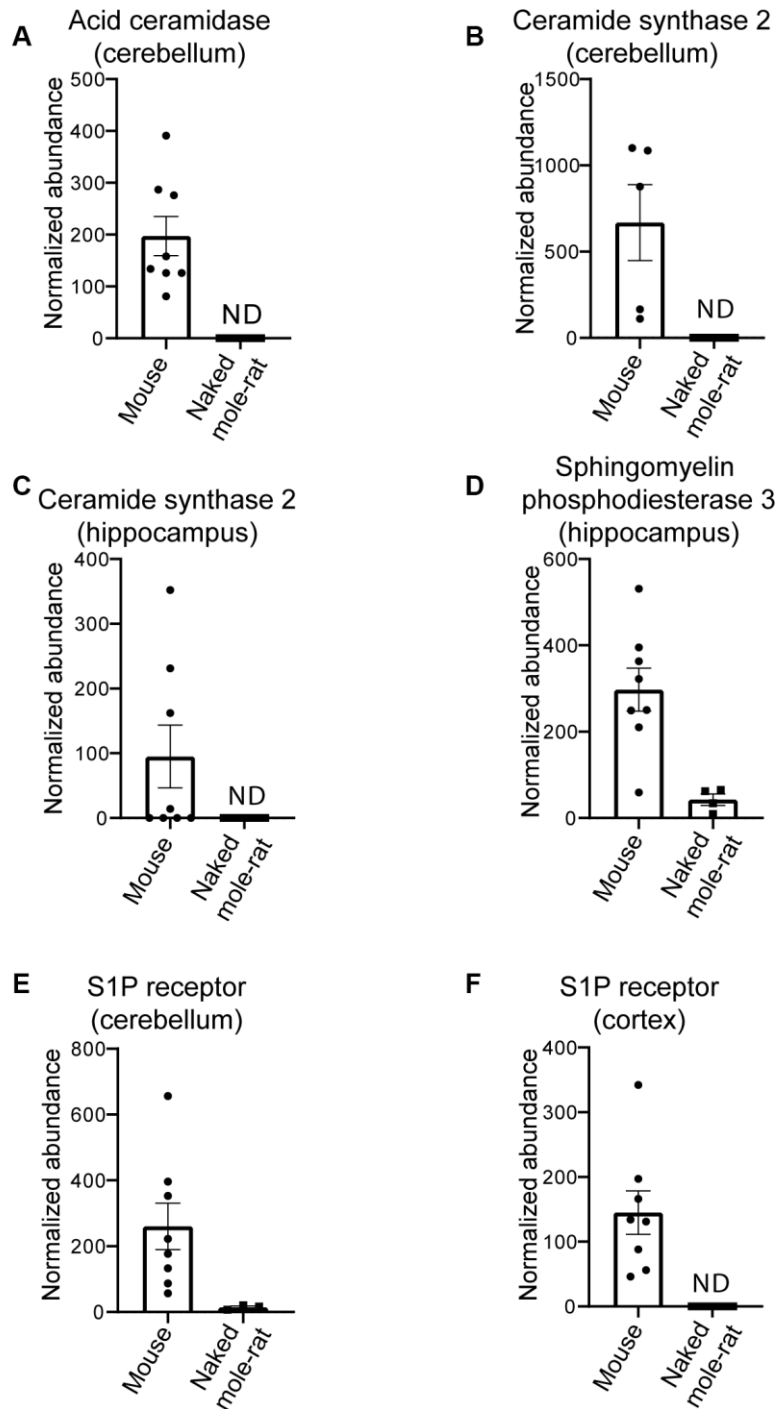 A
Acid ceramidase
(cerebellum)
Normalized abundance
500
400
300
200
100
0
ND
Mouse
Naked
mole-rat
B
Ceramide synthase 2
(cerebellum)
Normalized abundance
1500
1000
500
0
ND
Mouse
Naked
mole-rat
C
Ceramide synthase 2
(hippocampus)
Normalized abundance
400
300
200
100
0
ND
Mouse
Naked
mole-rat
D
Sphingomyelin
phosphodiesterase 3
(hippocampus)
Normalized abundance
600
400
200
0
Mouse
Naked
mole-rat
E
S1P receptor
(cerebellum)
Normalized abundance
800
600
400
200
0
Mouse
Naked
mole-rat
F
S1P receptor
(cortex)
Normalized abundance
400
300
200
100
0
ND
Mouse
Naked
mole-rat